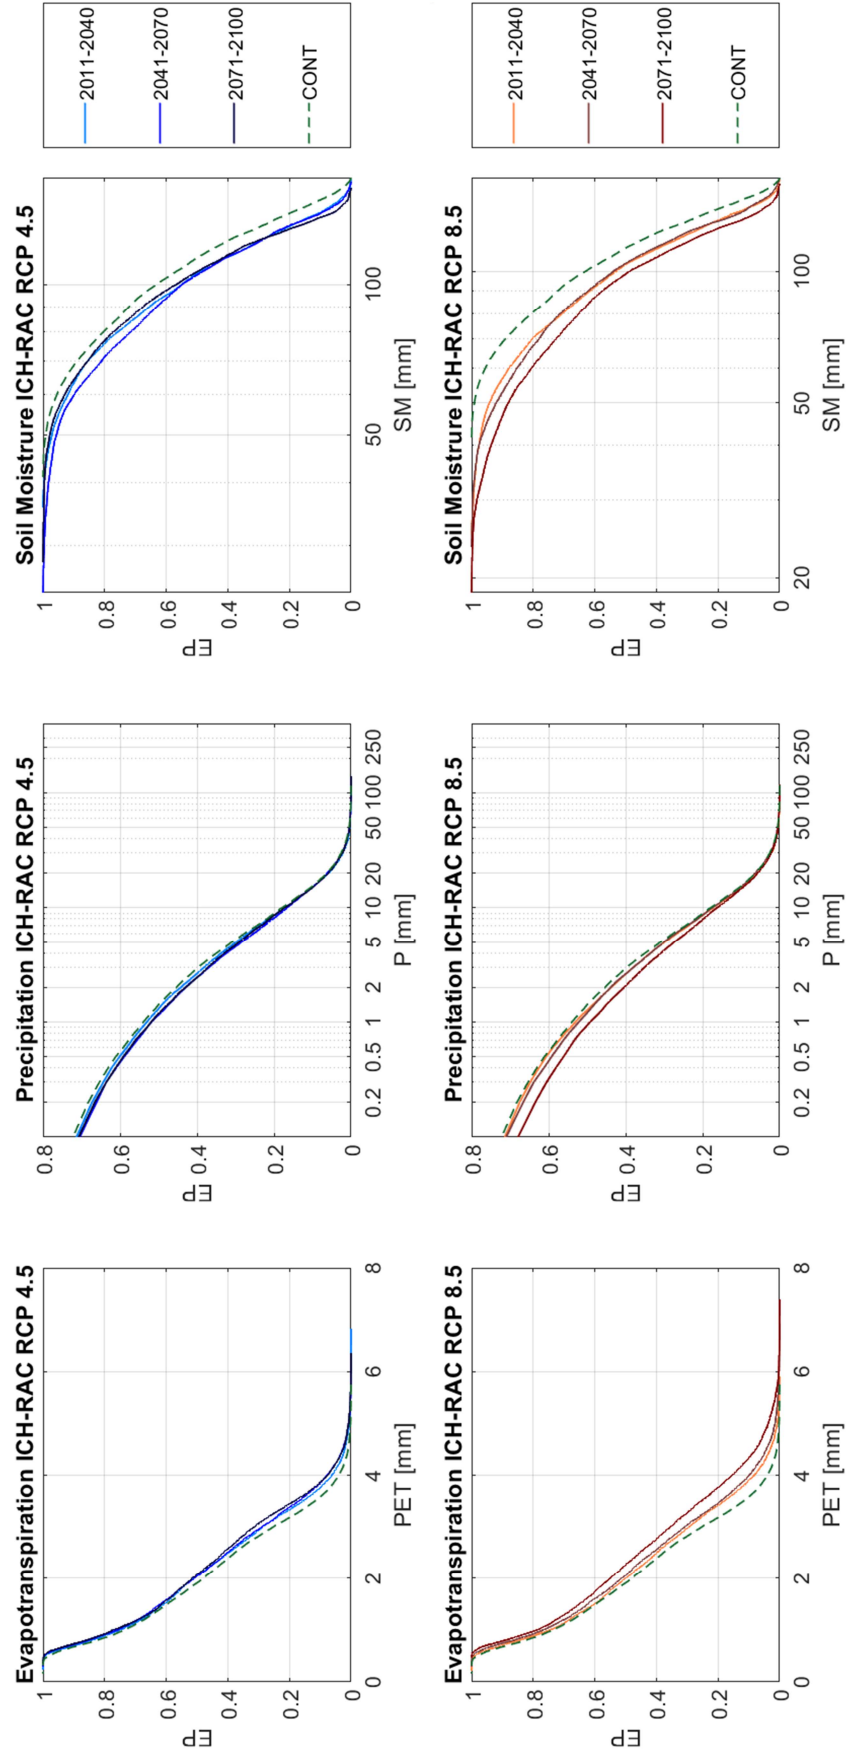 Evapotranspiration ICH-RAC RCP 4.5
EP
1
0.8
0.6
0.4
0.2
0
0 2 4 6 8
PET [mm]
Precipitation ICH-RAC RCP 4.5
EP
0.8
0.6
0.4
0.2
0
0.2 0.5 1 2 5 10 20 50 100 250
P [mm]
Soil Moistrure ICH-RAC RCP 4.5
EP
1
0.8
0.6
0.4
0.2
0
50 100
SM [mm]
2011-2040
2041-2070
2071-2100
CONT
Evapotranspiration ICH-RAC RCP 8.5
EP
1
0.8
0.6
0.4
0.2
0
0 2 4 6 8
PET [mm]
Precipitation ICH-RAC RCP 8.5
EP
0.8
0.6
0.4
0.2
0
0.2 0.5 1 2 5 10 20 50 100 250
P [mm]
Soil Moistrure ICH-RAC RCP 8.5
EP
1
0.8
0.6
0.4
0.2
0
20 50 100
SM [mm]
2011-2040
2041-2070
2071-2100
CONT